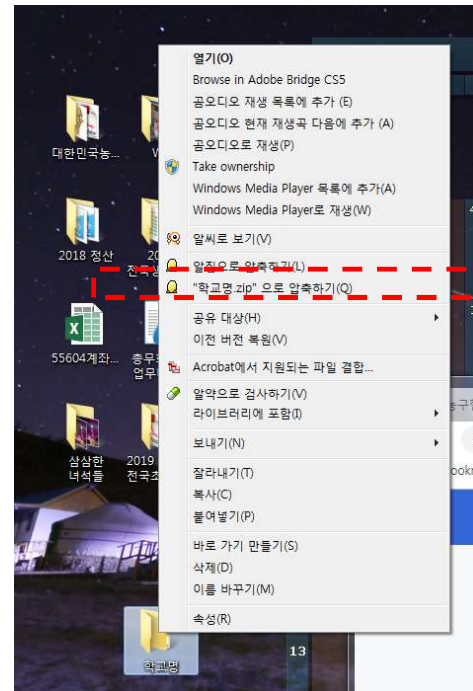 열기(O)
Browse in Adobe Bridge CS5
곰오디오 재생 목록에 추가 (E)
곰오디오 현재 재생곡 다음에 추가 (A)
곰오디오로 재생(P)
Take ownership
Windows Media Player 목록에 추가(A)
Windows Media Player로 재생(W)
알씨로 보기(V)
알집으로 압축하기(L)
"학교명.zip" 으로 압축하기(Q)
공유 대상(H)
이전 버전 복원(V)
Acrobat에서 지원되는 파일 결합...
알약으로 검사하기(V)
라이브러리에 포함(I)
보내기(N)
잘라내기(T)
복사(C)
붙여넣기(P)
바로 가기 만들기(S)
삭제(D)
이름 바꾸기(M)
속성(R)
대한민국농...
2018 정산
55604계좌...
삼삼한
녀석들
2019
학교명
13